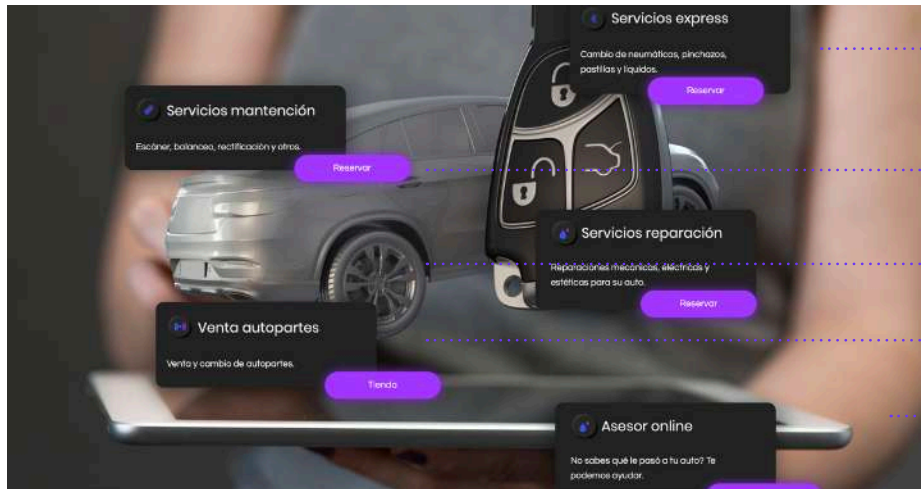 Servicios express
Cambio de neumáticos, pinchazos,
pastillas y líquidos.
Reservar
Servicios mantención
Escáner, balanceo, rectificación y otros.
Reservar
Servicios reparación
Reparaciones mecánicas, eléctricas y
estéticas para su auto.
Reservar
Venta autopartes
Venta y cambio de autopartes.
Tienda
Asesor online
No sabes qué le pasó a tu auto? Te
podemos ayudar.